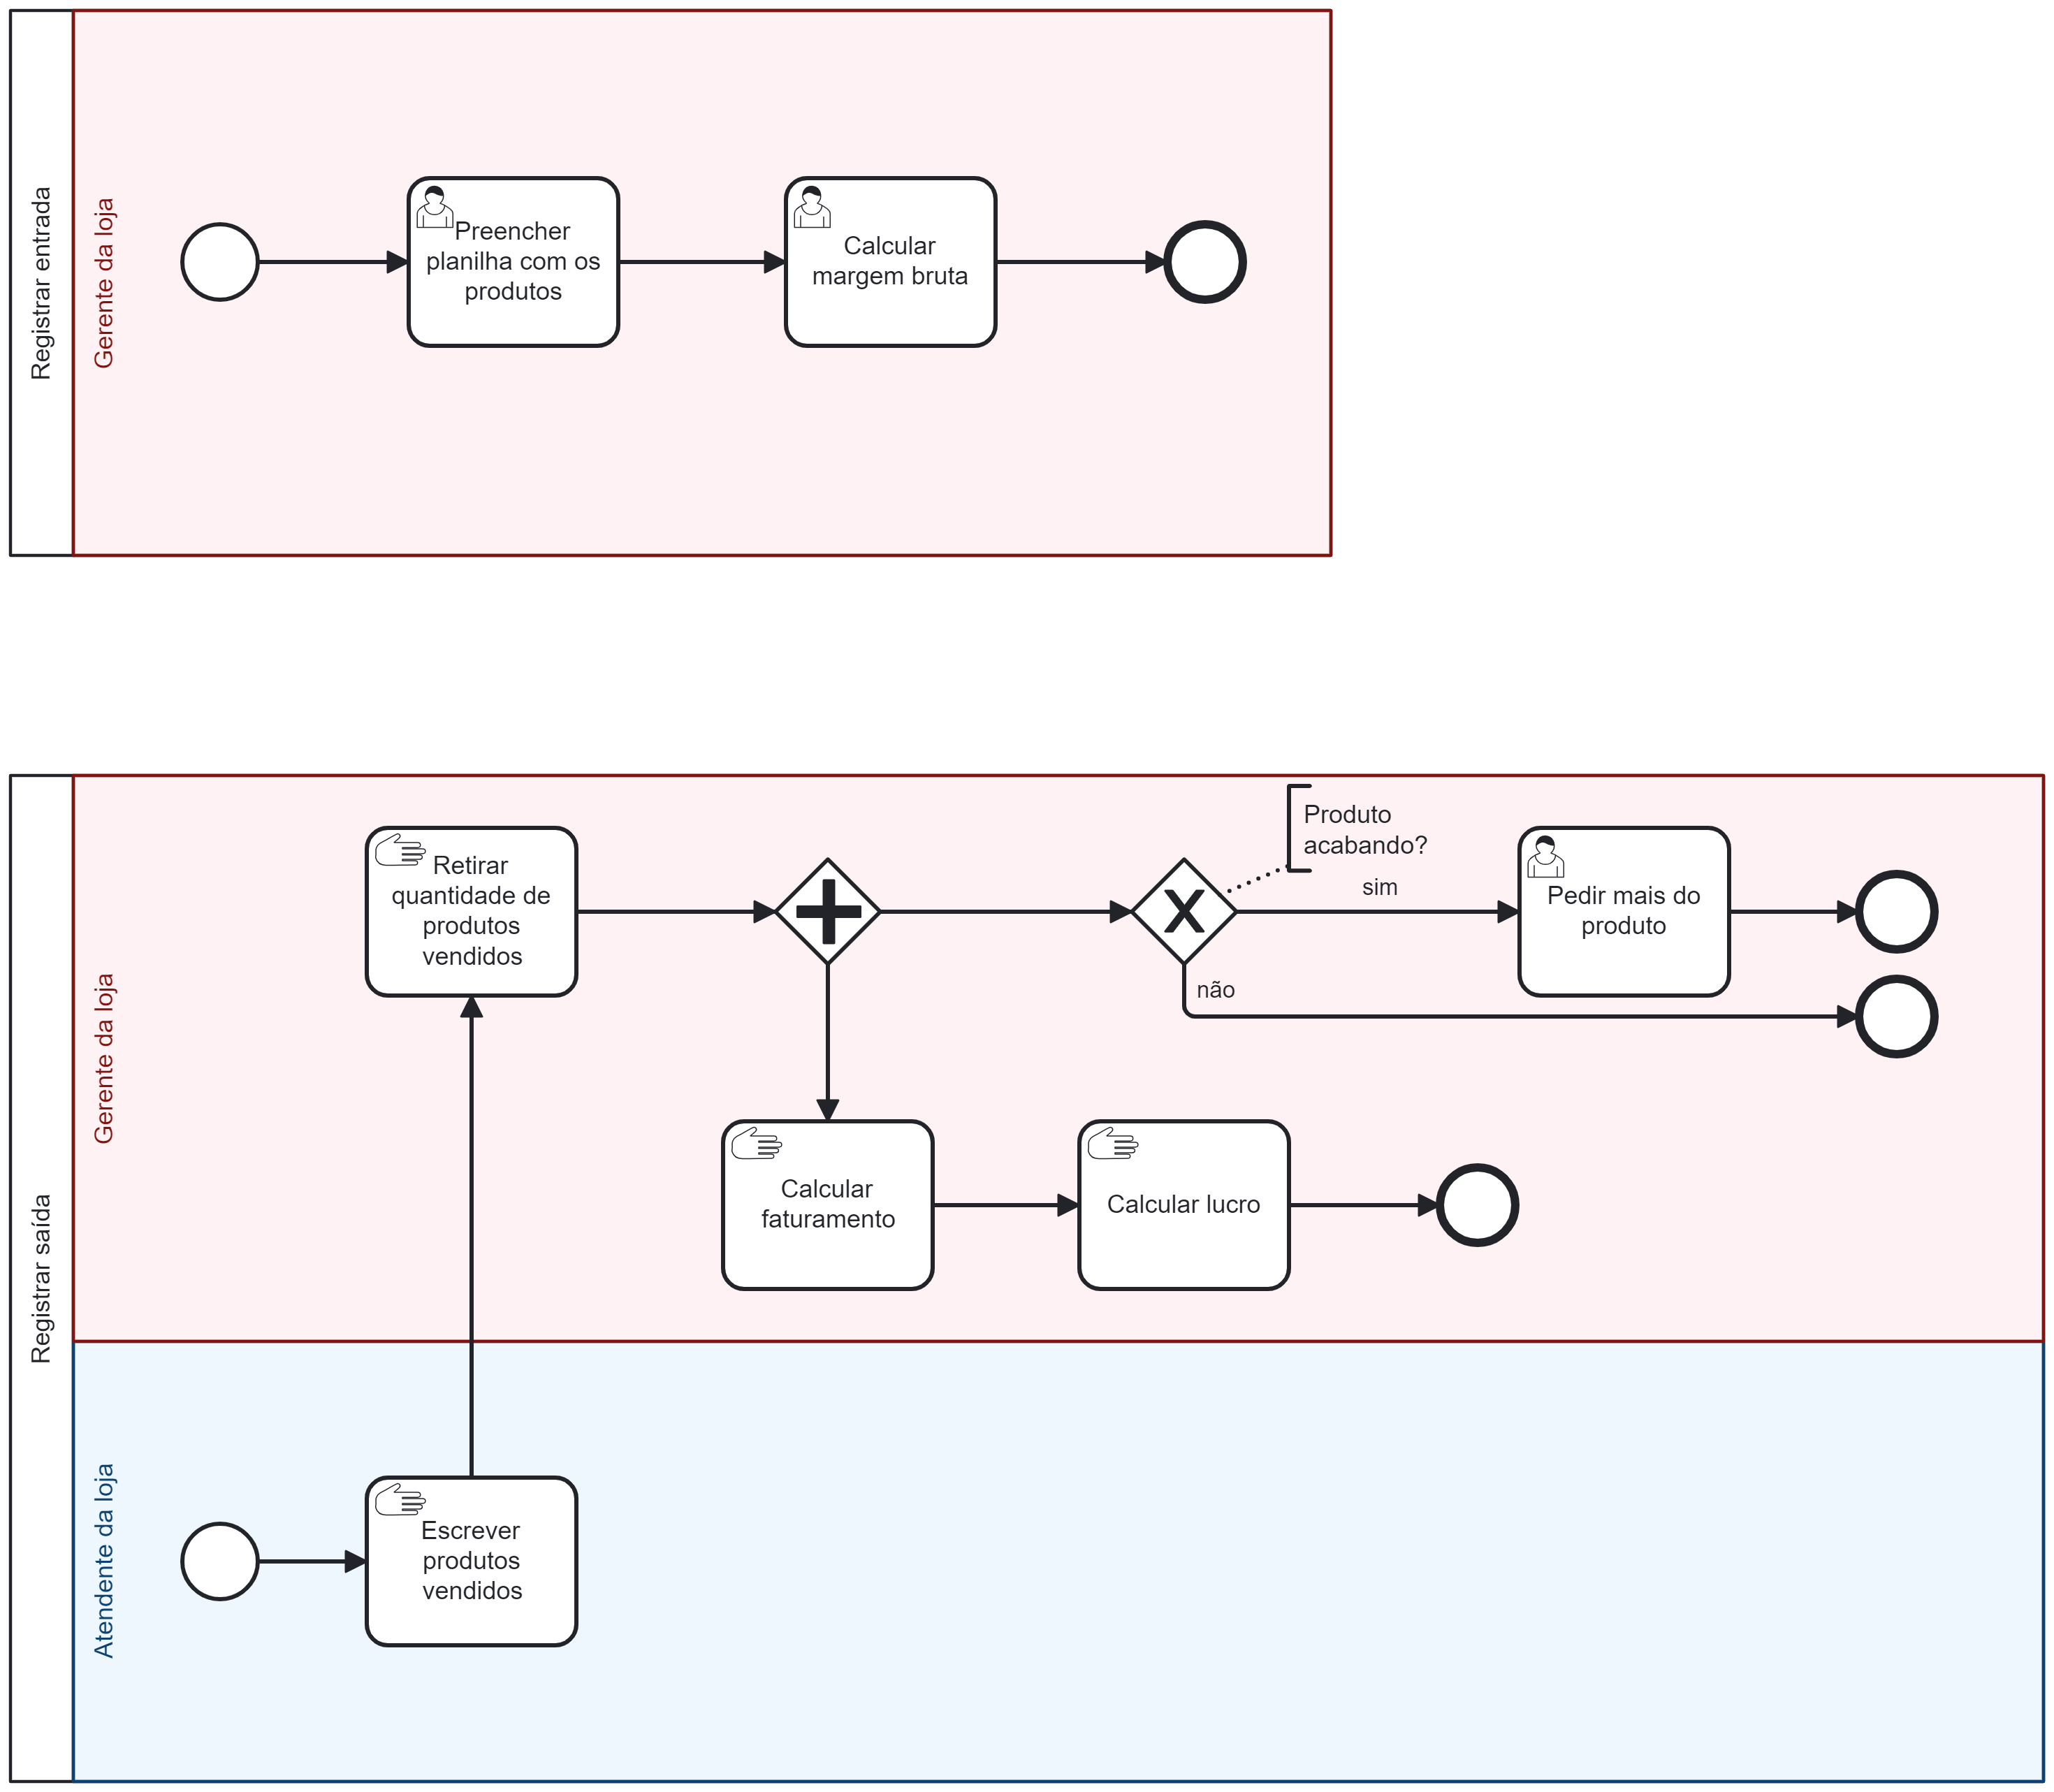 Registrar entrada
Gerente da loja
Preencher
planilha com os
produtos
Calcular
margem bruta
Registrar saída
Gerente da loja
Retirar
quantidade de
produtos
vendidos
Produto
acabando?
sim
Pedir mais do
produto
não
Calcular
faturamento
Calcular lucro
Atendente da loja
Escrever
produtos
vendidos